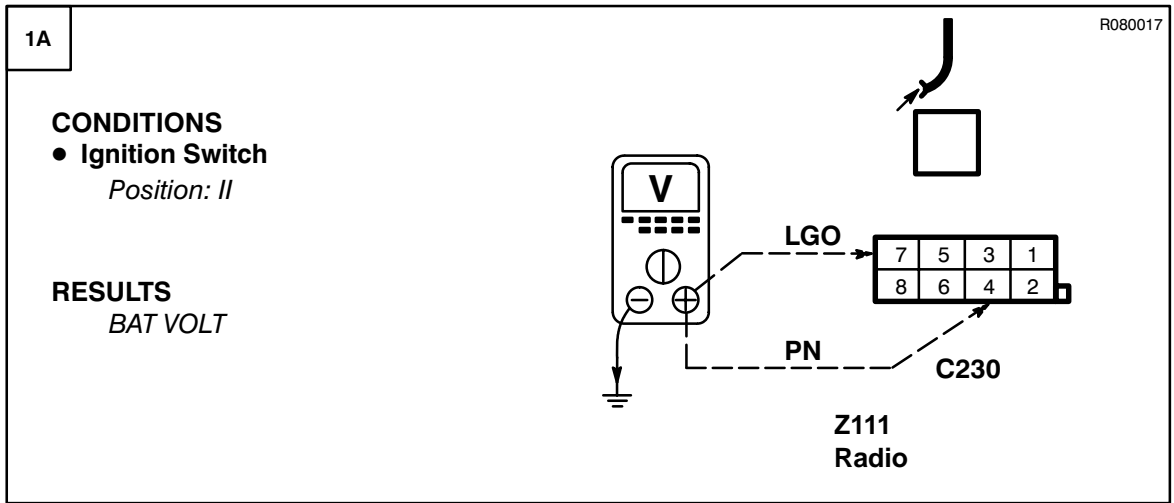 1A
R080017
CONDITIONS
● Ignition Switch
Position: II
RESULTS
BAT VOLT
V
LGO
PN
7 5 3 1
8 6 4 2
C230
Z111
Radio